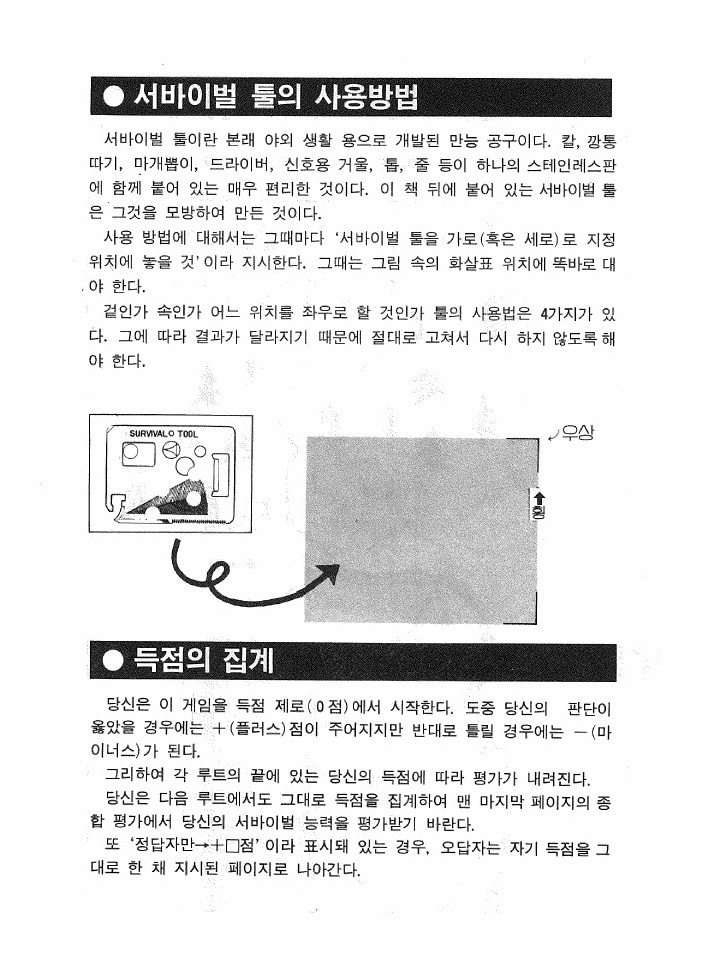 ● 서바이벌 툴의 사용방법
서바이벌 툴이란 본래 야외 생활 용으로 개발된 만능 공구이다. 칼, 깡통
따기, 마개뽑이, 드라이버, 신호용 거울, 톱, 줄 등이 하나의 스테인레스판
에 함께 붙어 있는 매우 편리한 것이다. 이 책 뒤에 붙어 있는 서바이벌 툴
은 그것을 모방하여 만든 것이다.
사용 방법에 대해서는 그때마다 ‘서바이벌 툴을 가로(혹은 세로)로 지정
위치에 놓을 것’이라 지시한다. 그때는 그림 속의 화살표 위치에 똑바로 대
야 한다.
겉인가 속인가 어느 위치를 좌우로 할 것인가 툴의 사용법은 4가지가 있
다. 그에 따라 결과가 달라지기 때문에 절대로 고쳐서 다시 하지 않도록 해
야 한다.
SURVIVAL TOOL
우상
횡
● 득점의 집계
당신은 이 게임을 득점 제로(0점)에서 시작한다. 도중 당신의 판단이
옳았을 경우에는 +(플러스)점이 주어지지만 반대로 틀릴 경우에는 -(마
이너스)가 된다.
그리하여 각 루트의 끝에 있는 당신의 득점에 따라 평가가 내려진다.
당신은 다음 루트에서도 그대로 득점을 집계하여 맨 마지막 페이지의 종
합 평가에서 당신의 서바이벌 능력을 평가받기 바란다.
또 ‘정답자만→+□점’이라 표시돼 있는 경우, 오답자는 자기 득점을 그
대로 한 채 지시된 페이지로 나아간다.